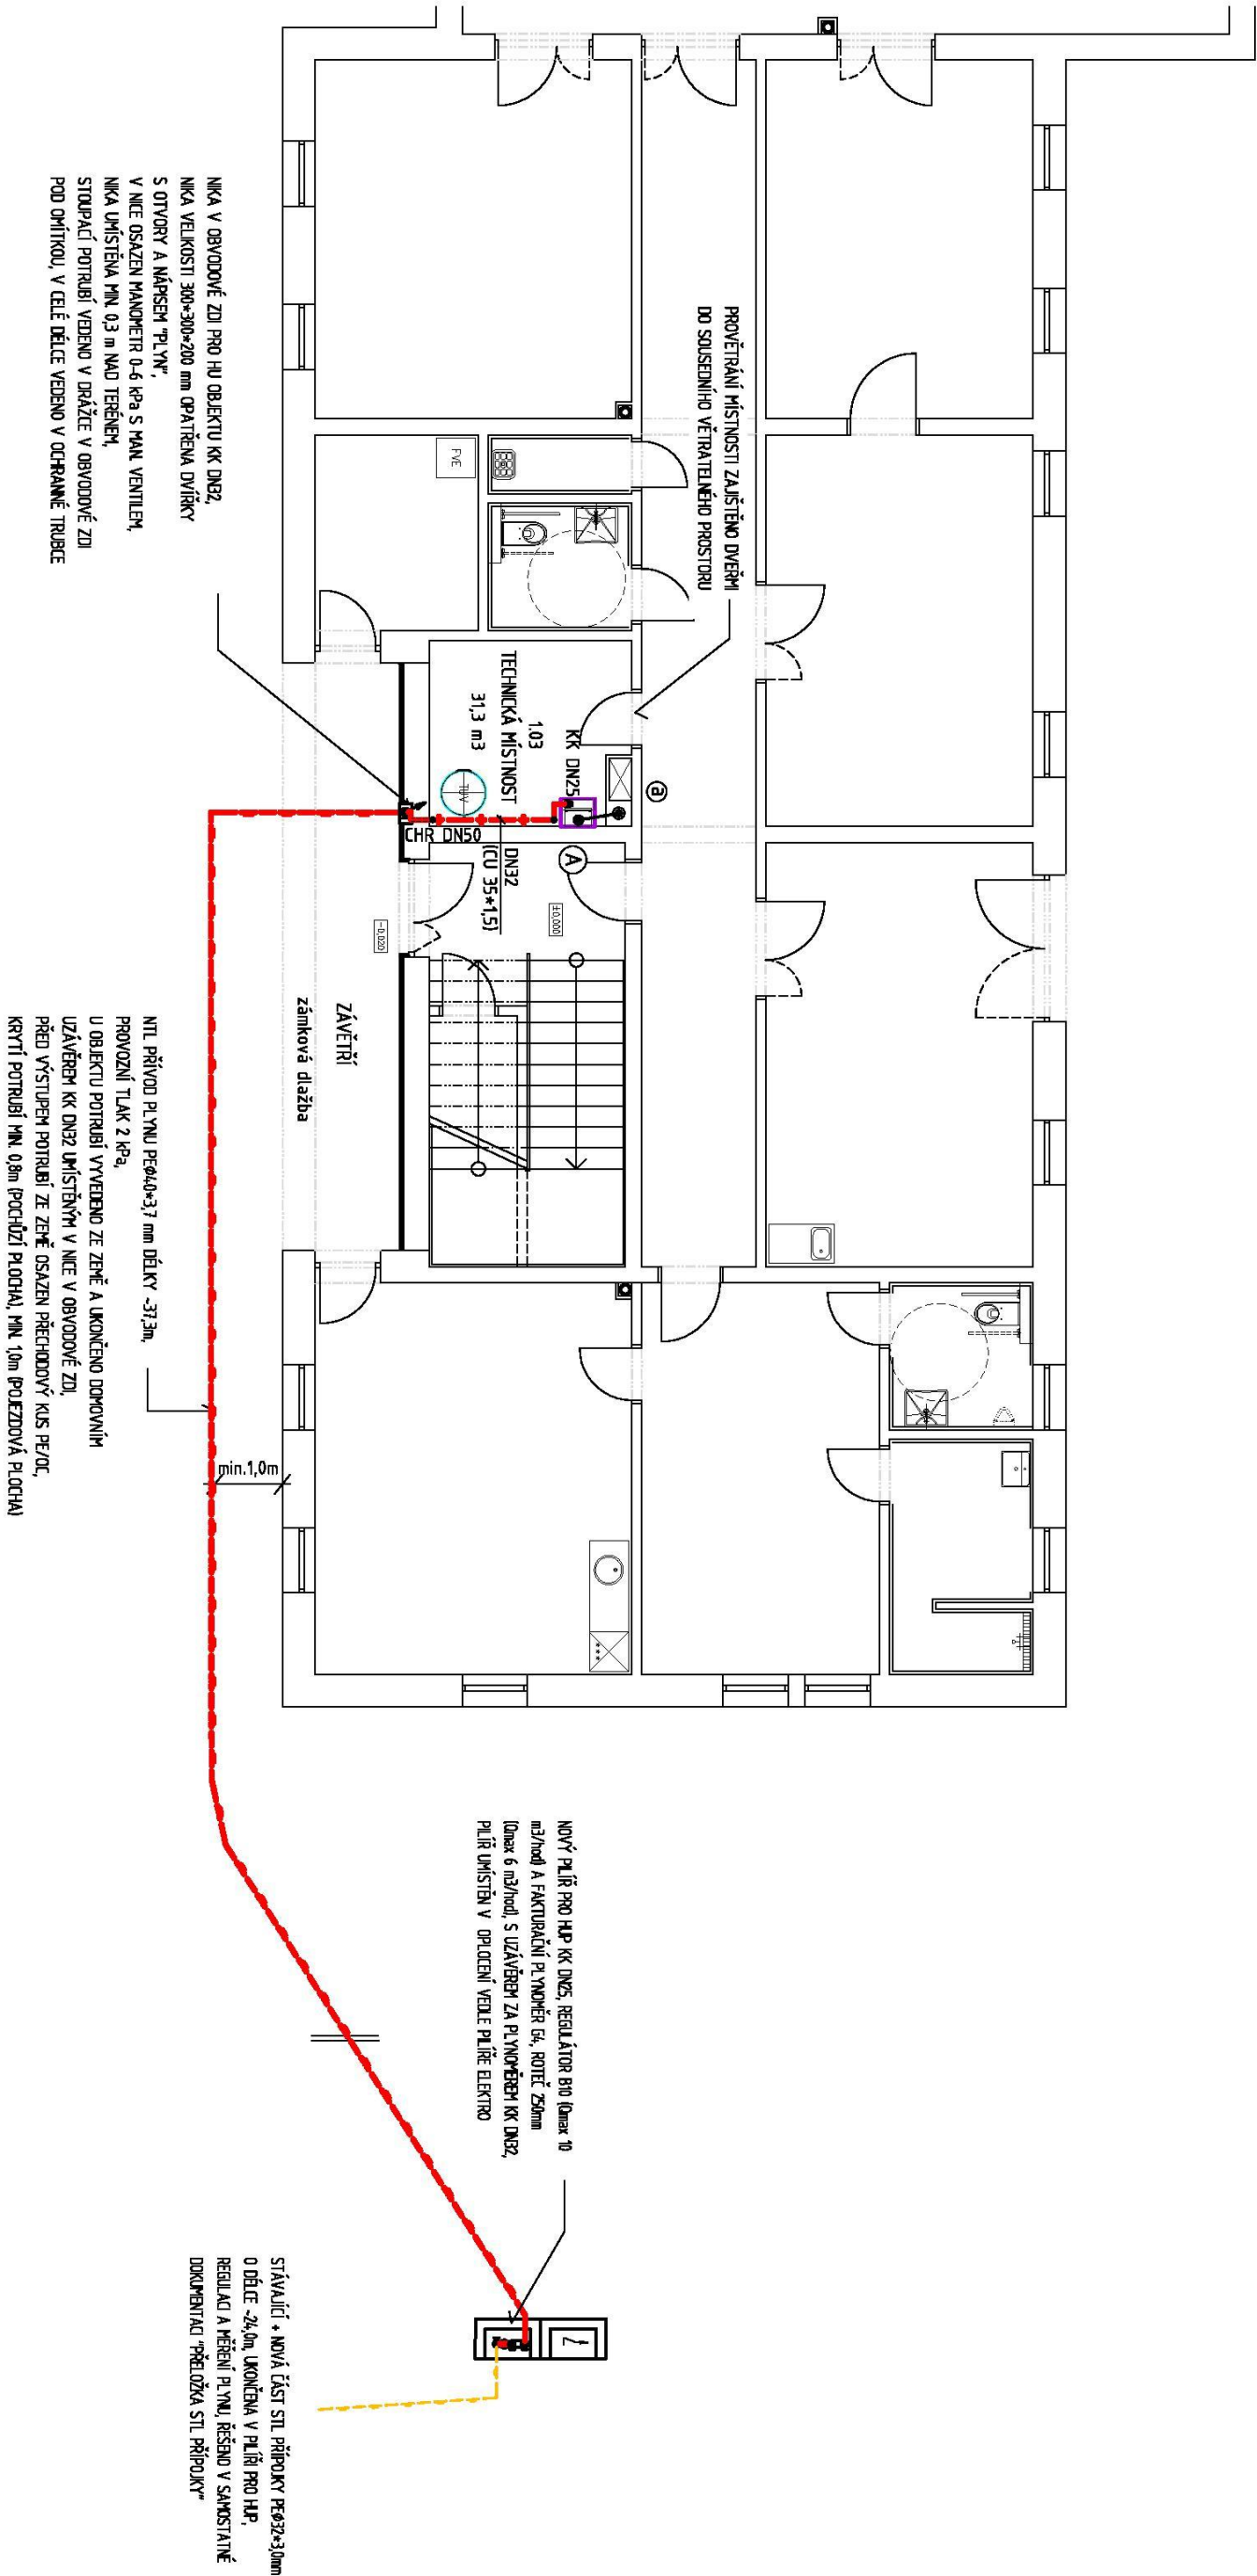 PROVĚTRÁNÍ MÍSTNOSTI ZAJIŠTĚNO DVEŘMI
DO SOUSEDNÍHO VĚTRATELNÉHO PROSTORU
NIKA V OBVODOVÉ ZDI PRO HU OBJEKTU KK DN32,
NIKA VELIKOSTI 300*300*200 mm OPATŘENA DVÍŘKY
S OTVORY A NÁPISEM "PLYN",
V NICE OSAZEN MANOMETR 0-6 kPa S MAN. VENTILEM,
NIKA UMÍSTĚNA MIN. 0,3 m NAD TERÉNEM,
STOUPACÍ POTRUBÍ VEDENO V DRÁŽCE V OBVODOVÉ ZDI
POD OMÍTKOU, V CELÉ DÉLCE VEDENO V OCHRANNÉ TRUBCE
FVE
a
KK DN25
1.03
TECHNICKÁ MÍSTNOST
31,3 m3
TUV
CHR DN50
A
DN32
(CU 35*1,5)
±0,000
-0,020
ZÁVĚTŘÍ
zámková dlažba
NTL PŘÍVOD PLYNU PEØ40*3,7 mm DÉLKY ~37,3m,
PROVOZNÍ TLAK 2 kPa,
U OBJEKTU POTRUBÍ VYVEDENO ZE ZEMĚ A UKONČENO DOMOVNÍM
UZÁVĚREM KK DN32 UMÍSTĚNÝM V NICE V OBVODOVÉ ZDI,
PŘED VÝSTUPEM POTRUBÍ ZE ZEMĚ OSAZEN PŘECHODOVÝ KUS PE/OC,
KRYTÍ POTRUBÍ MIN. 0,8m (POCHŮZÍ PLOCHA), MIN. 1,0m (POJEZDOVÁ PLOCHA)
min.1,0m
NOVÝ PILÍŘ PRO HUP KK DN25, REGULÁTOR B10 (Qmax 10
m3/hod) A FAKTURAČNÍ PLYNOMĚR G4, ROTEČ 250mm
(Qmax 6 m3/hod), S UZÁVĚREM ZA PLYNOMĚREM KK DN32,
PILÍŘ UMÍSTĚN V OPLOCENÍ VEDLE PILÍŘE ELEKTRO
STÁVAJÍCÍ + NOVÁ ČÁST STL PŘÍPOJKY PEØ32*3,0mm
O DÉLCE ~24,0m, UKONČENA V PILÍŘI PRO HUP,
REGULACI A MĚŘENÍ PLYNU, ŘEŠENO V SAMOSTATNÉ
DOKUMENTACI "PŘELOŽKA STL PŘÍPOJKY"